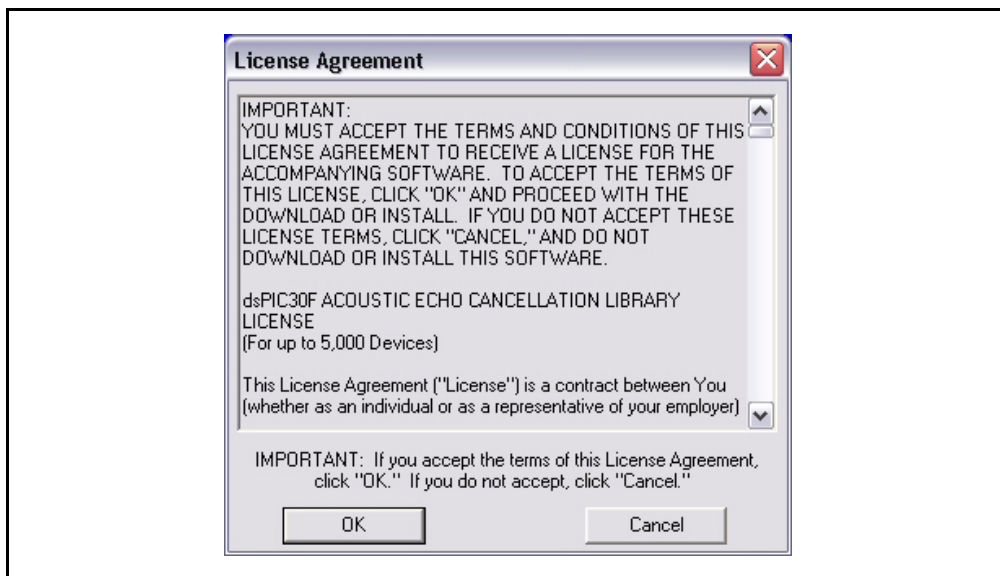 License Agreement
IMPORTANT:
YOU MUST ACCEPT THE TERMS AND CONDITIONS OF THIS
LICENSE AGREEMENT TO RECEIVE A LICENSE FOR THE
ACCOMPANYING SOFTWARE.  TO ACCEPT THE TERMS OF
THIS LICENSE, CLICK "OK" AND PROCEED WITH THE
DOWNLOAD OR INSTALL.  IF YOU DO NOT ACCEPT THESE
LICENSE TERMS, CLICK "CANCEL," AND DO NOT
DOWNLOAD OR INSTALL THIS SOFTWARE.
dsPIC30F ACOUSTIC ECHO CANCELLATION LIBRARY
LICENSE
(For up to 5,000 Devices)
This License Agreement ("License") is a contract between You
(whether as an individual or as a representative of your employer)
IMPORTANT:  If you accept the terms of this License Agreement,
click "OK."  If you do not accept, click "Cancel."
OK
Cancel